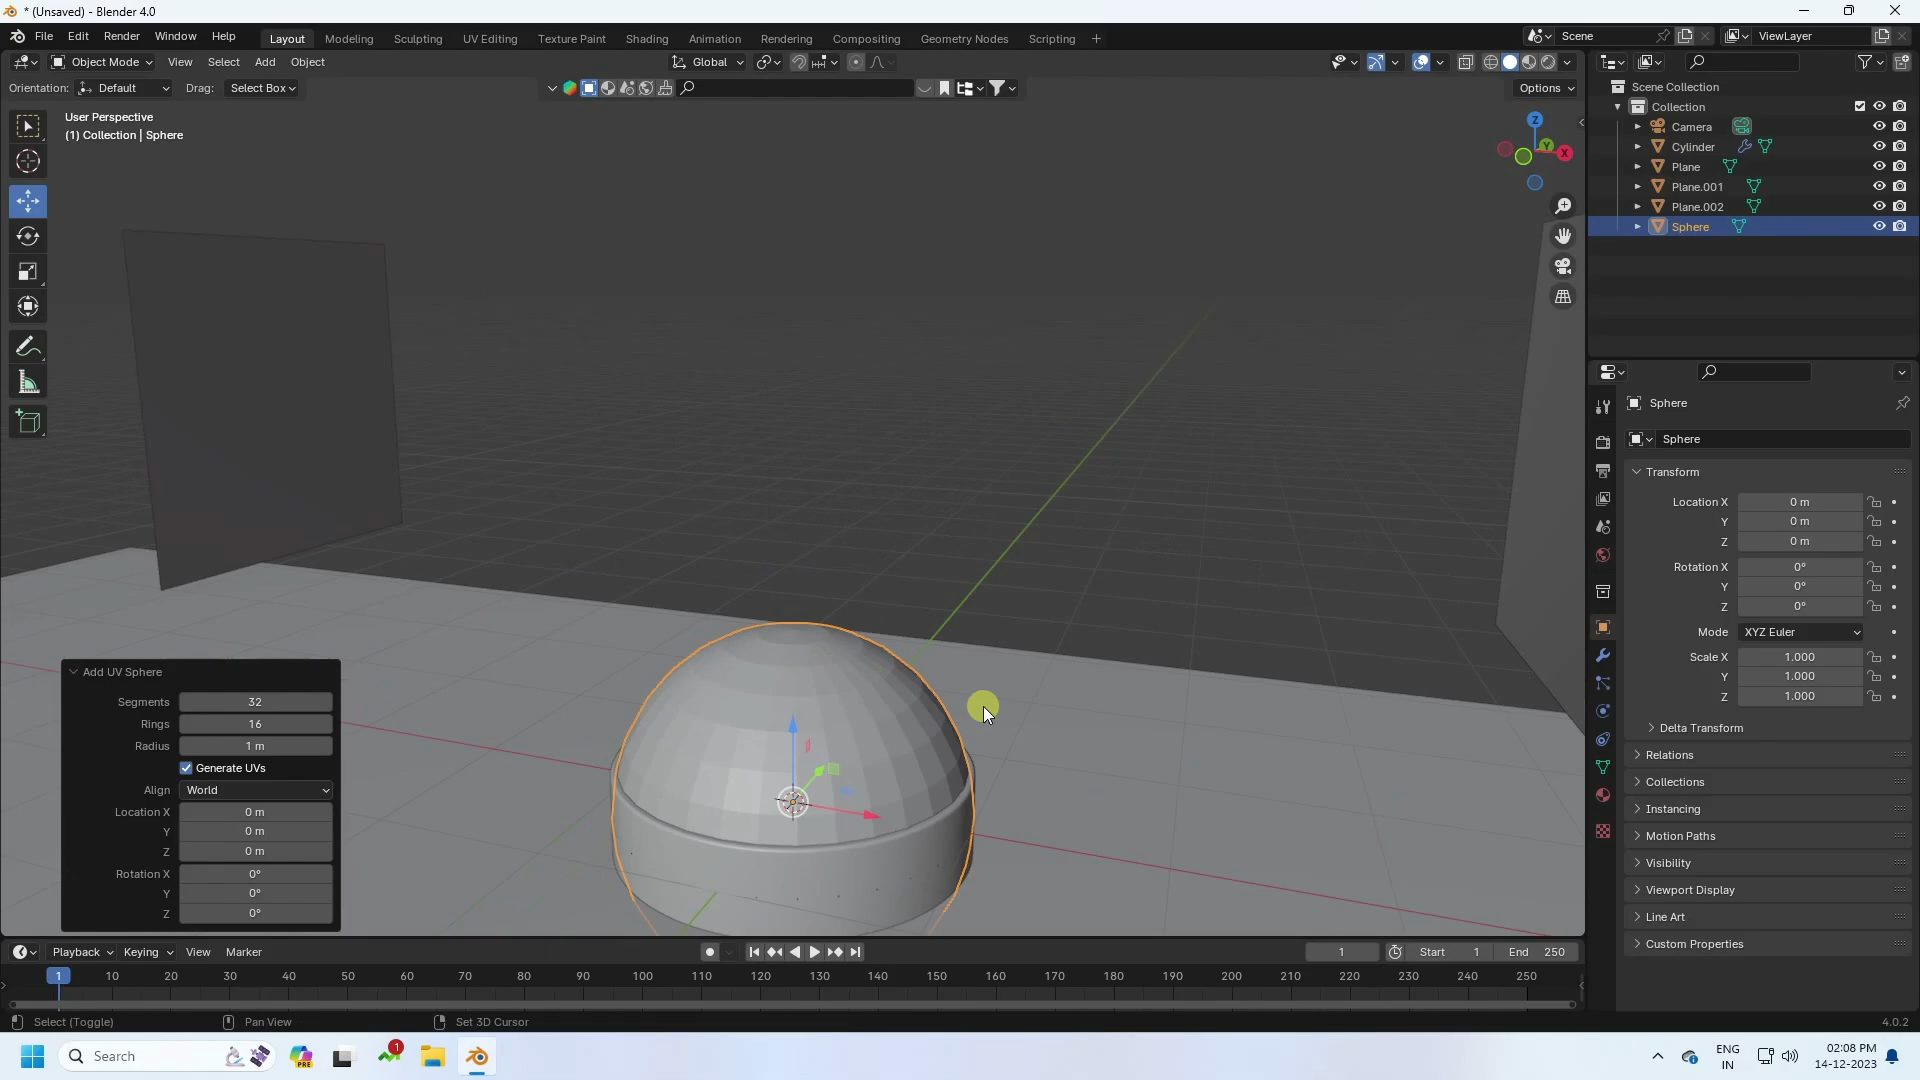 * (Unsaved) - Blender 4.0
File Edit Render Window Help
Layout Modeling Sculpting UV Editing Texture Paint Shading Animation Rendering Compositing Geometry Nodes Scripting +
Scene
ViewLayer
Object Mode View Select Add Object
Global
Orientation: Default Drag: Select Box
Options
User Perspective
(1) Collection | Sphere
Z
Y
X
Scene Collection
Collection
Camera
Cylinder
Plane
Plane.001
Plane.002
Sphere
Sphere
Sphere
Transform
Location X 0 m
Y 0 m
Z 0 m
Rotation X 0°
Y 0°
Z 0°
Mode XYZ Euler
Scale X 1.000
Y 1.000
Z 1.000
Delta Transform
Relations
Collections
Instancing
Motion Paths
Visibility
Viewport Display
Line Art
Custom Properties
Add UV Sphere
Segments 32
Rings 16
Radius 1 m
Generate UVs
Align World
Location X 0 m
Y 0 m
Z 0 m
Rotation X 0°
Y 0°
Z 0°
Playback Keying View Marker
1 Start 1 End 250
1 10 20 30 40 50 60 70 80 90 100 110 120 130 140 150 160 170 180 190 200 210 220 230 240 250
Select (Toggle) Pan View Set 3D Cursor
4.0.2
Search
PRE
1
ENG
IN
02:08 PM
14-12-2023